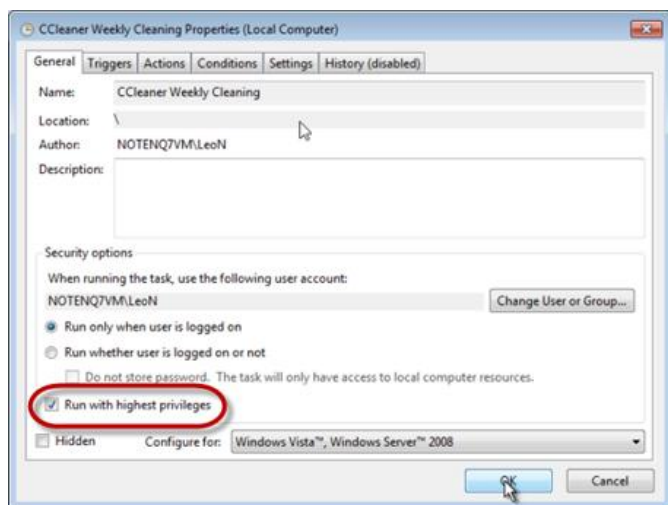 CCleaner Weekly Cleaning Properties (Local Computer)
General Triggers Actions Conditions Settings History (disabled)
Name: CCleaner Weekly Cleaning
Location: \
Author: NOTENQ7VM\LeoN
Description:
Security options
When running the task, use the following user account:
NOTENQ7VM\LeoN Change User or Group...
Run only when user is logged on
Run whether user is logged on or not
Do not store password. The task will only have access to local computer resources.
Run with highest privileges
Hidden Configure for: Windows Vista™, Windows Server™ 2008
OK Cancel